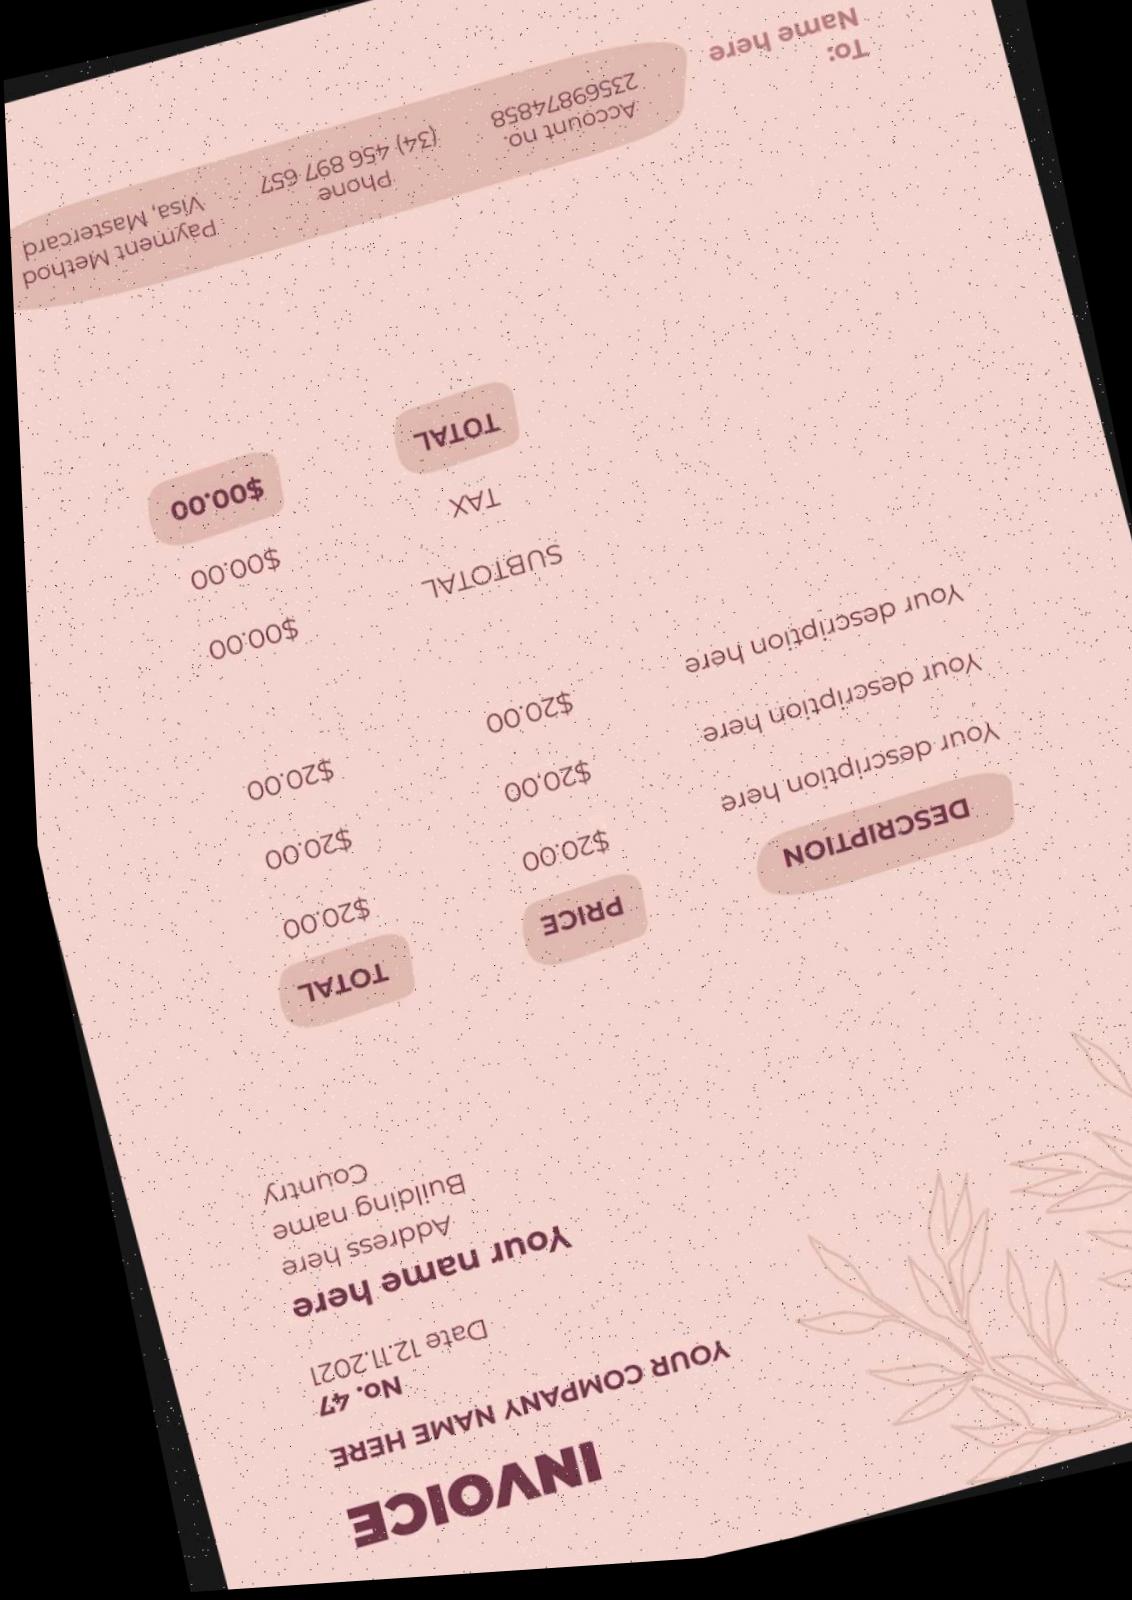 INVOICE
YOUR COMPANY NAME HERE
No. 47
Date 12.11.2021
Your name here
Address here
Building name
Country
DESCRIPTION PRICE TOTAL
Your description here $20.00 $20.00
Your description here $20.00 $20.00
Your description here $20.00 $20.00
SUBTOTAL $00.00
TAX $00.00
TOTAL $00.00
Account no. Phone Payment Method
23569874858 (34) 456 897 657 Visa, Mastercard
To:
Name here